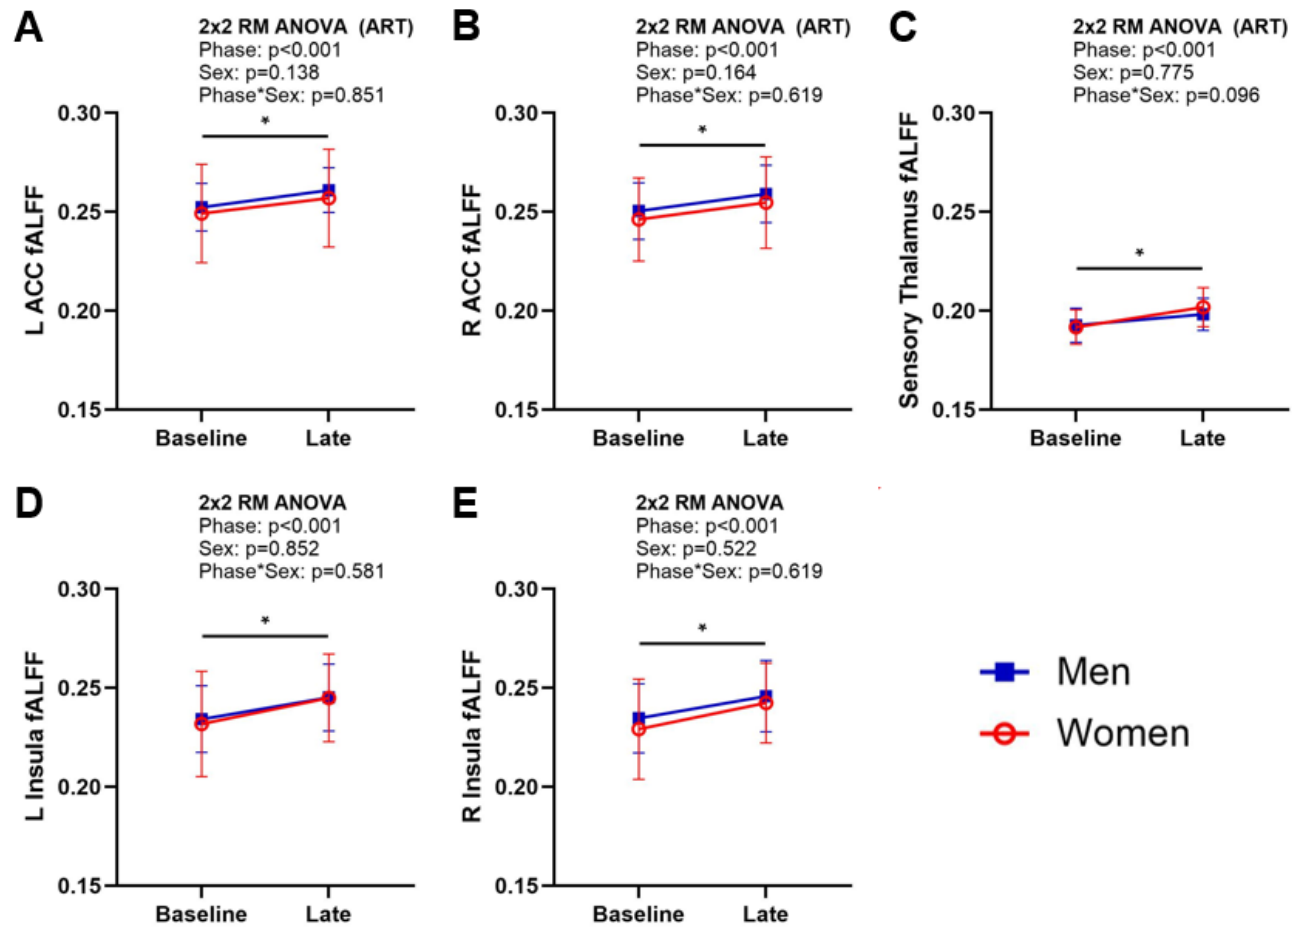 A
2x2 RM ANOVA (ART)
Phase: p<0.001
Sex: p=0.138
Phase*Sex: p=0.851
0.30
*
0.25
0.20
0.15
L ACC fALFF
Baseline Late
B
2x2 RM ANOVA (ART)
Phase: p<0.001
Sex: p=0.164
Phase*Sex: p=0.619
0.30
*
0.25
0.20
0.15
R ACC fALFF
Baseline Late
C
2x2 RM ANOVA (ART)
Phase: p<0.001
Sex: p=0.775
Phase*Sex: p=0.096
0.30
0.25
*
0.20
0.15
Sensory Thalamus fALFF
Baseline Late
D
2x2 RM ANOVA
Phase: p<0.001
Sex: p=0.852
Phase*Sex: p=0.581
0.30
*
0.25
0.20
0.15
L Insula fALFF
Baseline Late
E
2x2 RM ANOVA
Phase: p<0.001
Sex: p=0.522
Phase*Sex: p=0.619
0.30
*
0.25
0.20
0.15
R Insula fALFF
Baseline Late
Men
Women